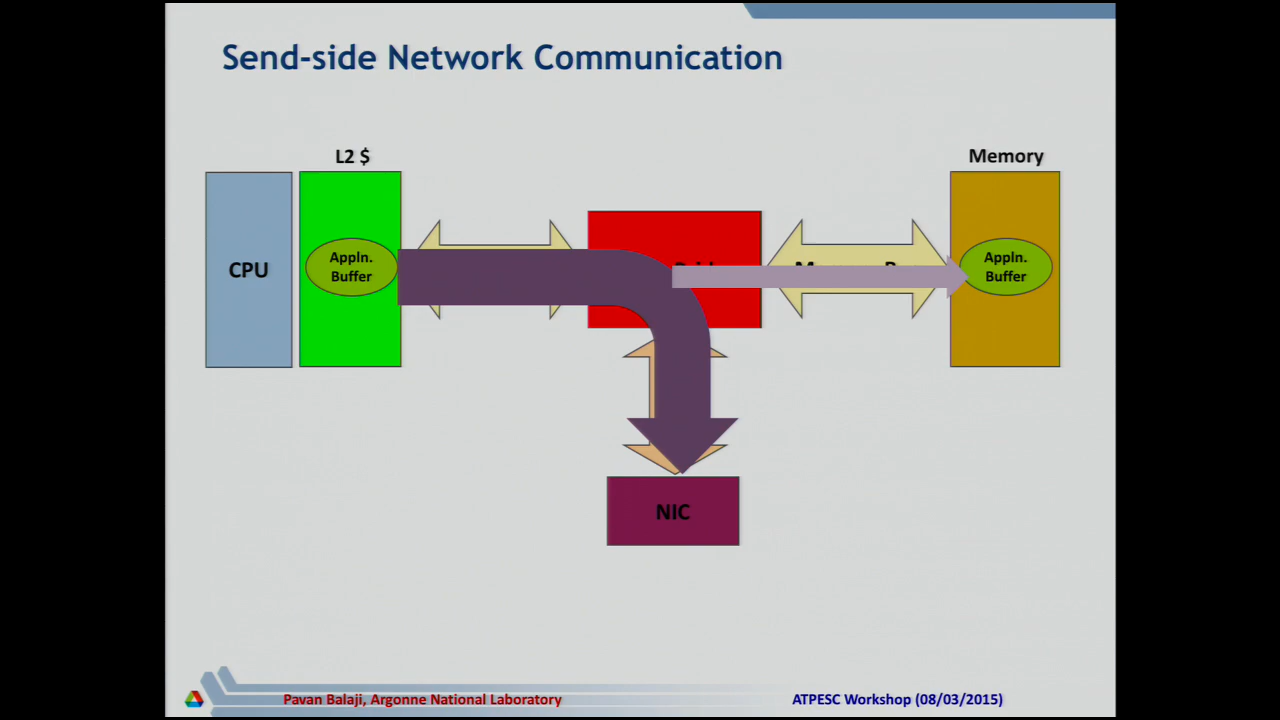 Send-side Network Communication
L2 $
Memory
CPU
Appln.
Buffer
Appln.
Buffer
NIC
Pavan Balaji, Argonne National Laboratory
ATPESC Workshop (08/03/2015)